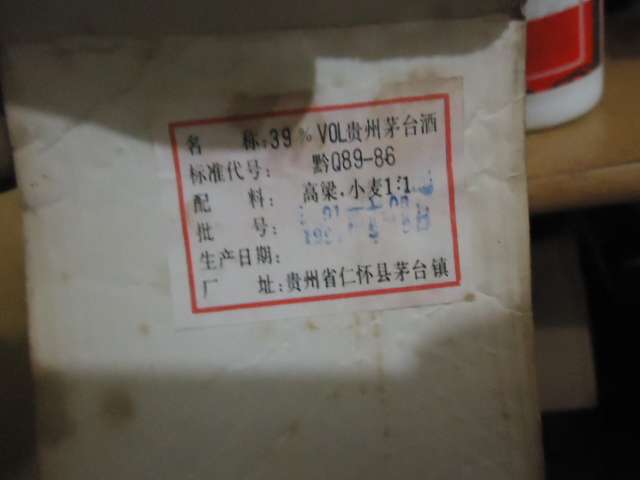 名 称:39%VOL贵州茅台酒
标准代号: 黔Q89-86
配 料: 高梁.小麦1:1
批 号:
生产日期:
厂 址:贵州省仁怀县茅台镇